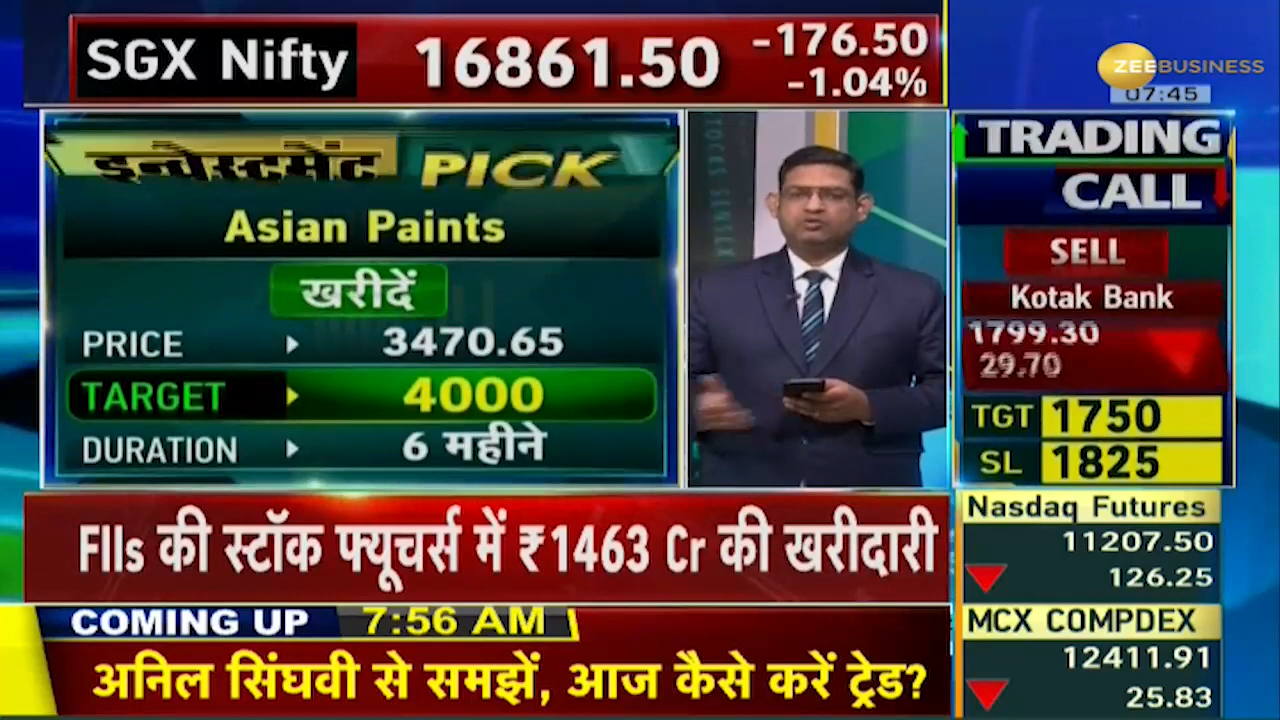 SGX Nifty 16861.50 -176.50
-1.04%
ZEEBUSINESS
07:45
इन्वेस्टमेंट PICK
Asian Paints
खरीदें
PRICE 3470.65
TARGET 4000
DURATION 6 महीने
TRADING
CALL
SELL
Kotak Bank
1799.30
29.70
TGT 1750
SL 1825
FIIs की स्टॉक फ्यूचर्स में ₹1463 Cr की खरीदारी
Nasdaq Futures
11207.50
126.25
MCX COMPDEX
12411.91
25.83
COMING UP 7:56 AM
अनिल सिंघवी से समझें, आज कैसे करें ट्रेड?